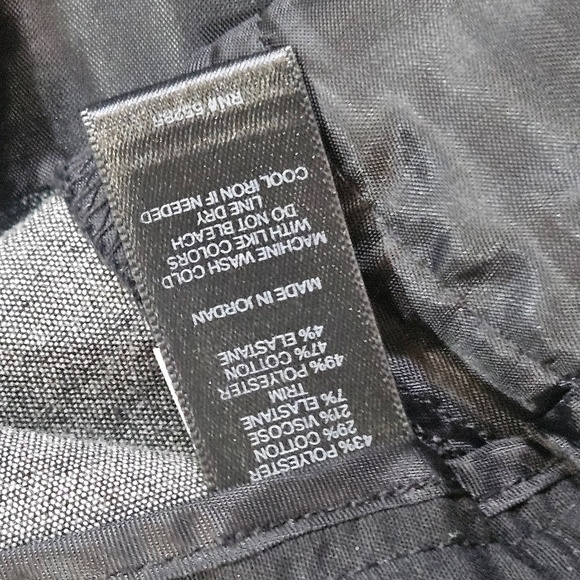 43% POLYESTER
29% COTTON
21% VISCOSE
7% ELASTANE
TRIM
49% POLYESTER
47% COTTON
4% ELASTANE
MADE IN JORDAN
MACHINE WASH COLD
WITH LIKE COLORS
DO NOT BLEACH
LINE DRY
COOL IRON IF NEEDED
RN#